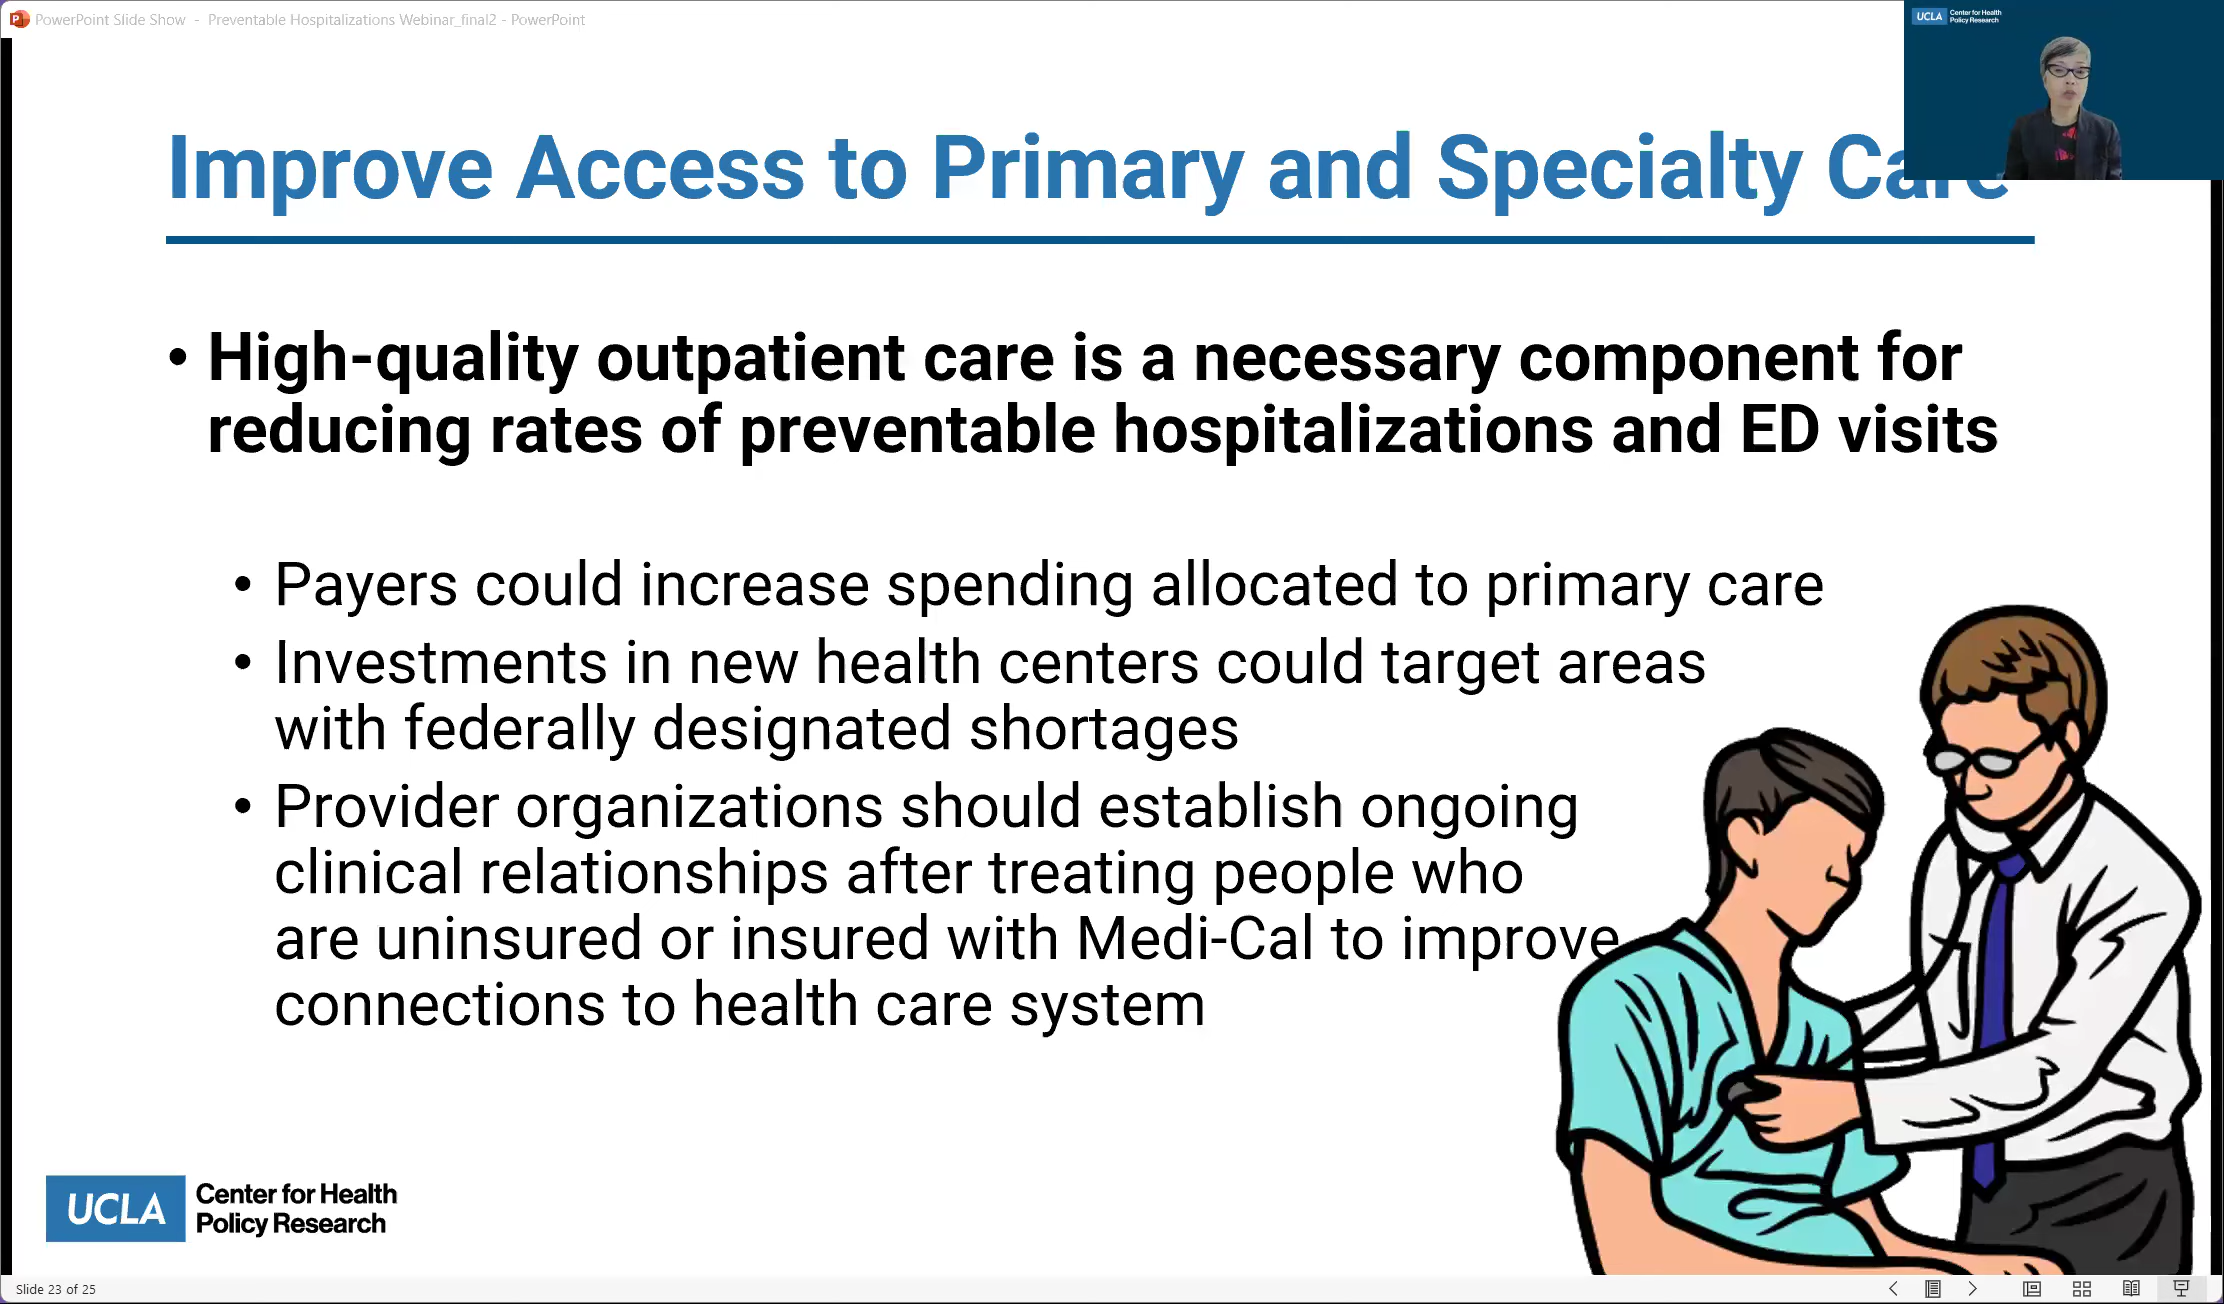 PowerPoint Slide Show - Preventable Hospitalizations Webinar_final2 - PowerPoint
UCLA Center for Health
Policy Research
Improve Access to Primary and Specialty Care
• High-quality outpatient care is a necessary component for
reducing rates of preventable hospitalizations and ED visits
• Payers could increase spending allocated to primary care
• Investments in new health centers could target areas
with federally designated shortages
• Provider organizations should establish ongoing
clinical relationships after treating people who
are uninsured or insured with Medi-Cal to improve
connections to health care system
UCLA Center for Health
Policy Research
Slide 23 of 25